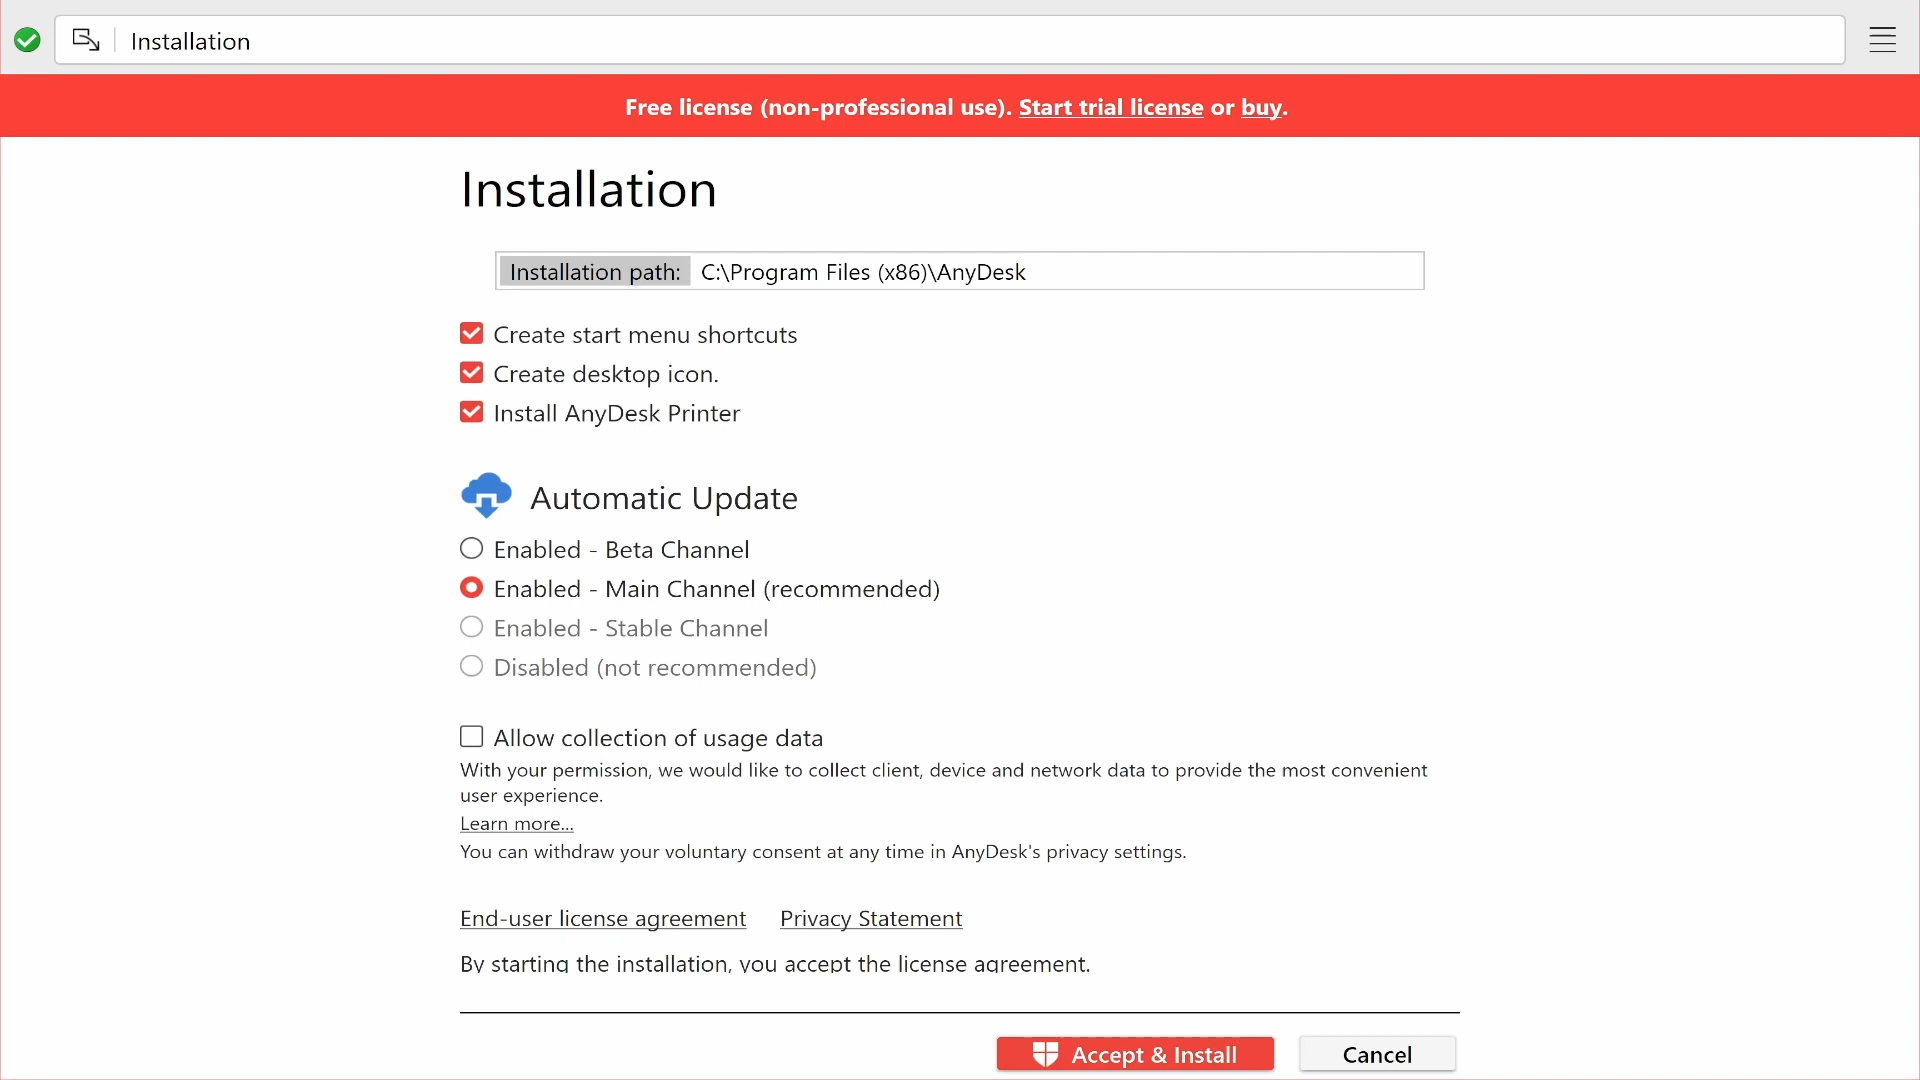 Installation
Free license (non-professional use). Start trial license or buy.
Installation
Installation path: C:\Program Files (x86)\AnyDesk
Create start menu shortcuts
Create desktop icon.
Install AnyDesk Printer
Automatic Update
Enabled - Beta Channel
Enabled - Main Channel (recommended)
Enabled - Stable Channel
Disabled (not recommended)
Allow collection of usage data
With your permission, we would like to collect client, device and network data to provide the most convenient
user experience.
Learn more...
You can withdraw your voluntary consent at any time in AnyDesk's privacy settings.
End-user license agreement Privacy Statement
By starting the installation, you accept the license agreement.
Accept & Install Cancel